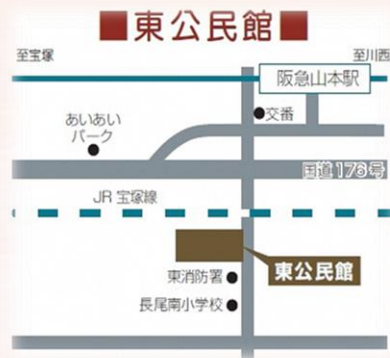 ■東公民館■
至宝塚
至川西
阪急山本駅
交番
あいあい
パーク
国道176号
JR 宝塚線
東公民館
東消防署
長尾南小学校